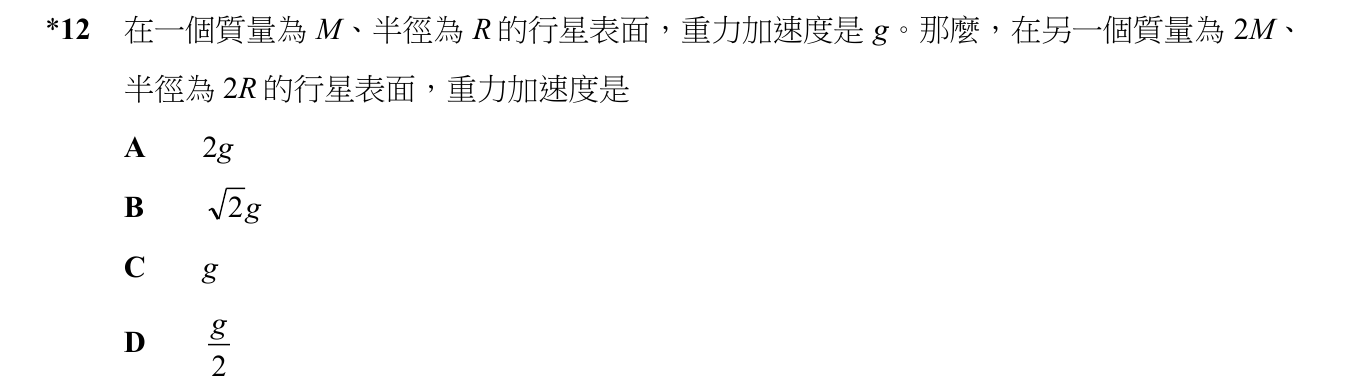 *12 在一個質量為 M、半徑為 R 的行星表面，重力加速度是 g。那麼，在另一個質量為 2M、
半徑為 2R 的行星表面，重力加速度是
A 2g
B √2g
C g
D g/2